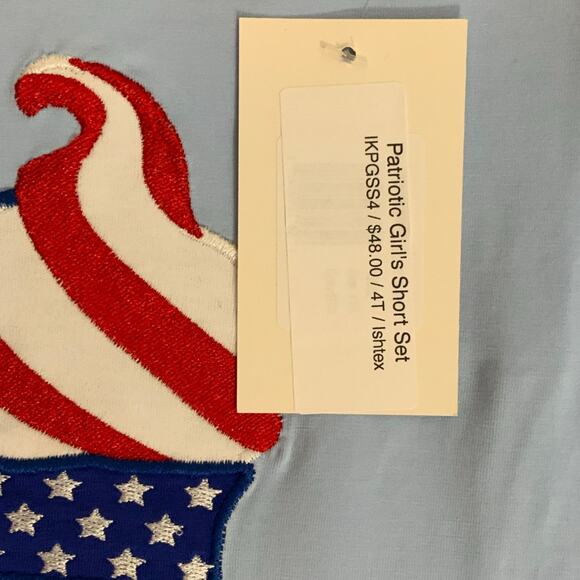 Patriotic Girl's Short Set
IKPGSS4 / $48.00 / 4T / Ishtex